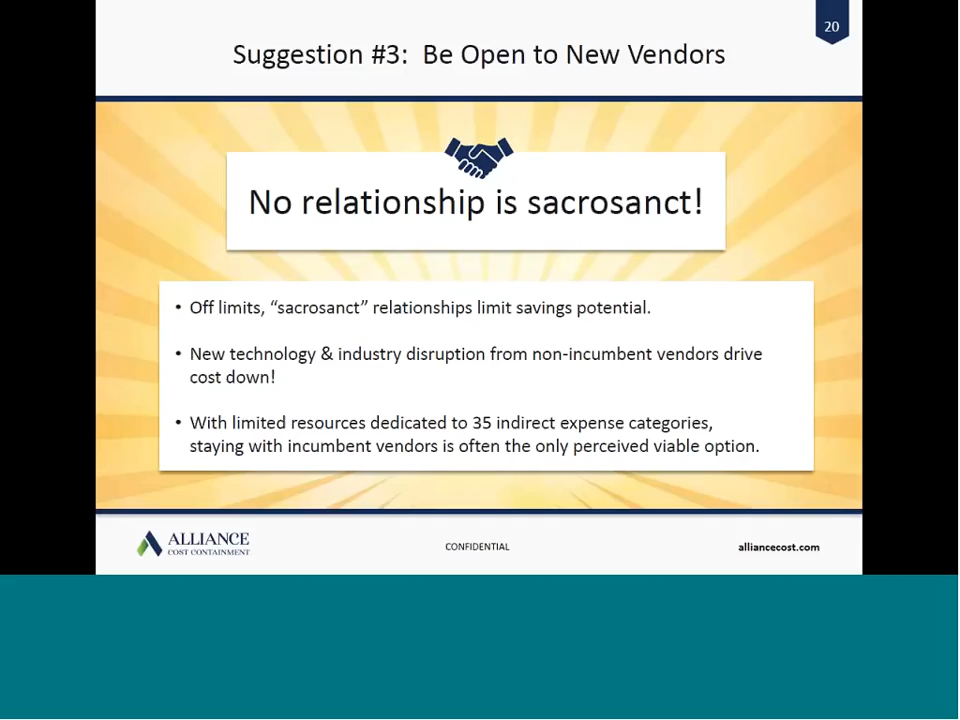 20
Suggestion #3:  Be Open to New Vendors
No relationship is sacrosanct!
• Off limits, “sacrosanct” relationships limit savings potential.
• New technology & industry disruption from non-incumbent vendors drive
cost down!
• With limited resources dedicated to 35 indirect expense categories,
staying with incumbent vendors is often the only perceived viable option.
ALLIANCE
COST CONTAINMENT
CONFIDENTIAL
alliancecost.com